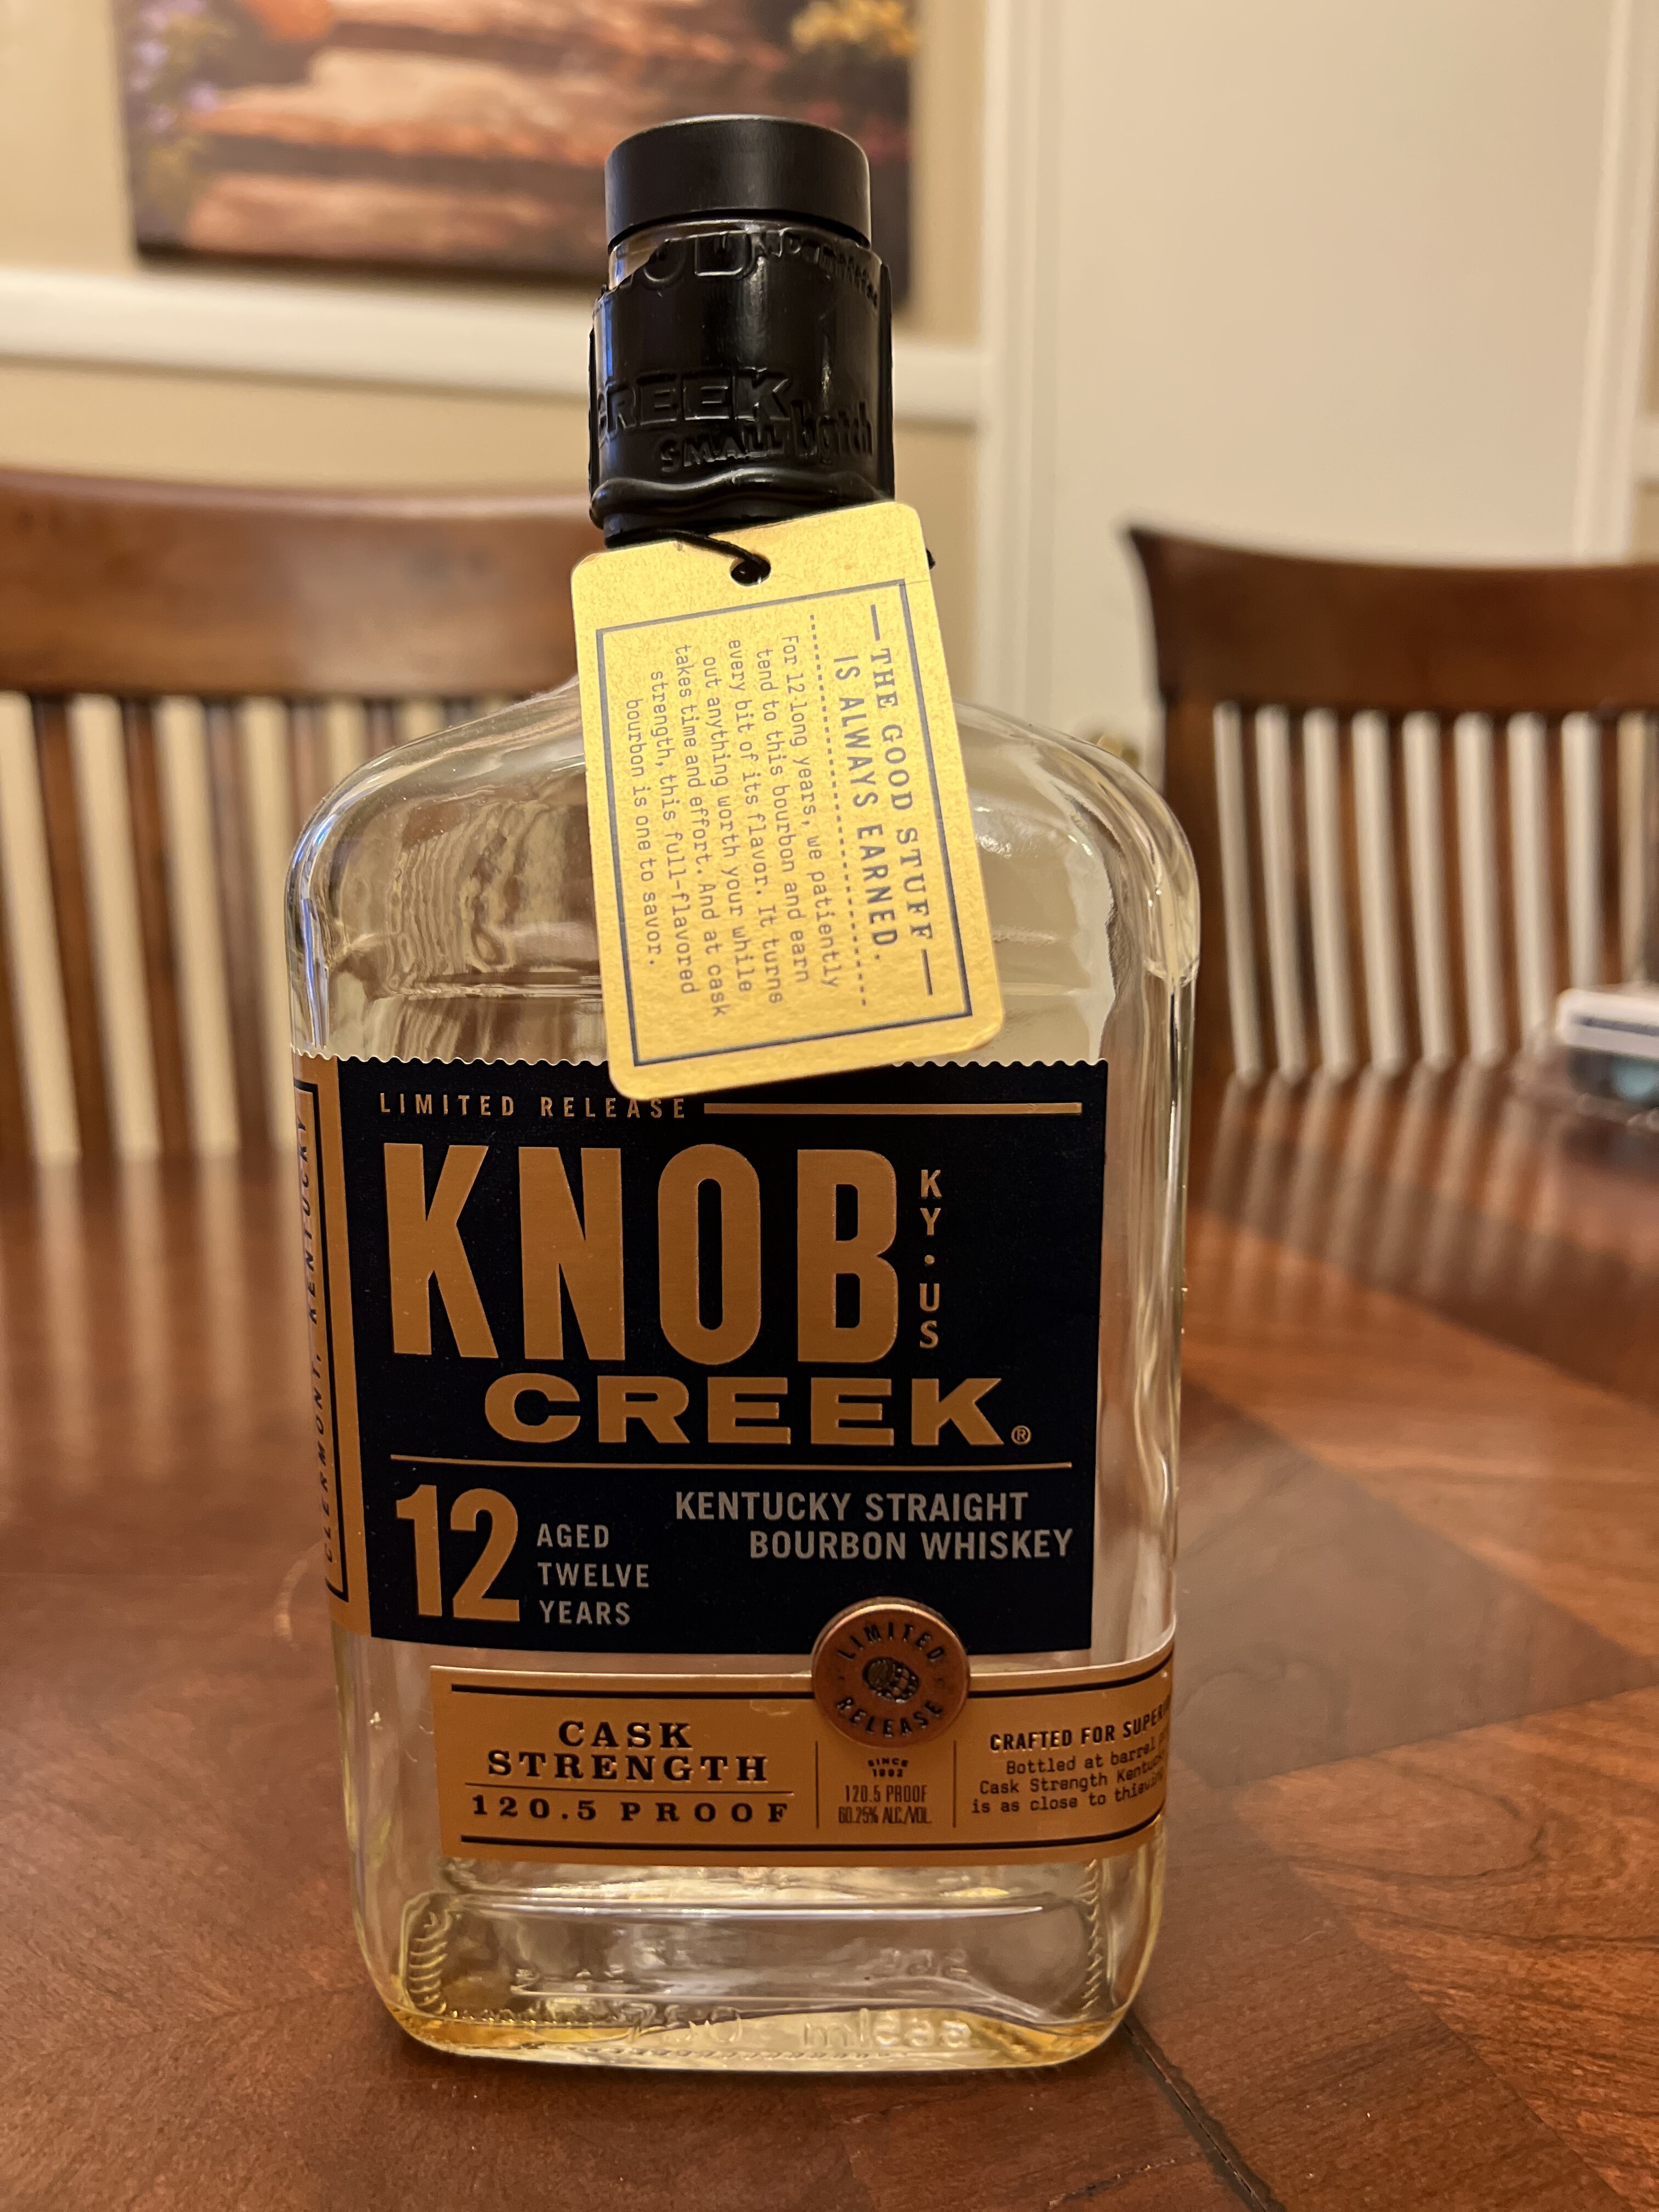 CREEK
SMALL batch
THE GOOD STUFF
IS ALWAYS EARNED.
For 12 long years, we patiently
tend to this bourbon and earn
every bit of its flavor. It turns
out anything worth your while
takes time and effort. And at cask
strength, this full-flavored
bourbon is one to savor.
LIMITED RELEASE
KNOB
KY·US
CREEK®
12
AGED
TWELVE
YEARS
KENTUCKY STRAIGHT
BOURBON WHISKEY
CLERMONT, KENTUCKY
LIMITED
RELEASE
CASK
STRENGTH
120.5 PROOF
SINCE
1992
120.5 PROOF
60.25% ALC./VOL.
CRAFTED FOR
Bottled at barrel
Cask Strength
is as close to
750 ml